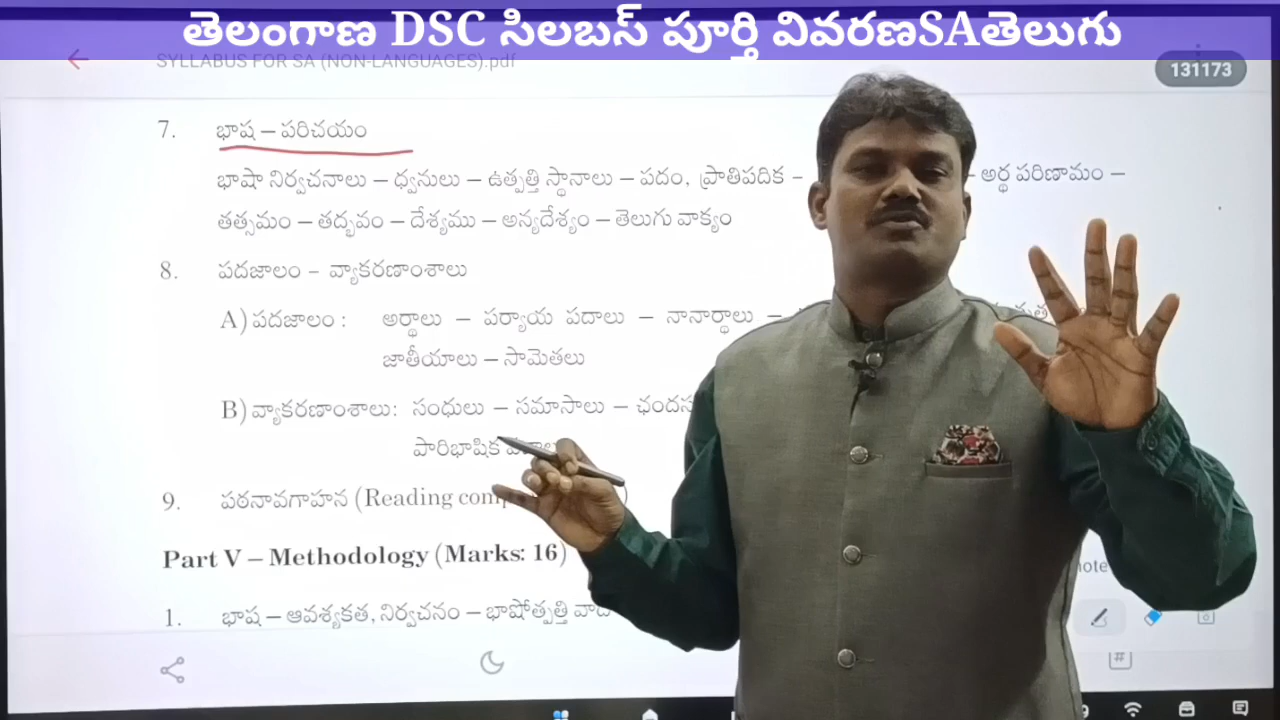 తెలంగాణ DSC సిలబస్ పూర్తి వివరణSAతెలుగు
SYLLABUS FOR SA (NON-LANGUAGES).pdf
131173
7. భాష – పరిచయం
భాషా నిర్వచనాలు – ధ్వనులు – ఉత్పత్తి స్థానాలు – పదం, ప్రాతిపదిక – – అర్థ పరిణామం –
తత్సమం – తద్భవం – దేశ్యము – అన్యదేశ్యం – తెలుగు వాక్యం
8. పదజాలం – వ్యాకరణాంశాలు
A) పదజాలం : అర్థాలు – పర్యాయ పదాలు – నానార్థాలు –
జాతీయాలు – సామెతలు
B) వ్యాకరణాంశాలు: సంధులు – సమాసాలు –
పారిభాషిక
9. పఠనావగాహన (Reading
Part V – Methodology (Marks: 16)
1. భాష – ఆవశ్యకత, నిర్వచనం – భాషోత్పత్తి